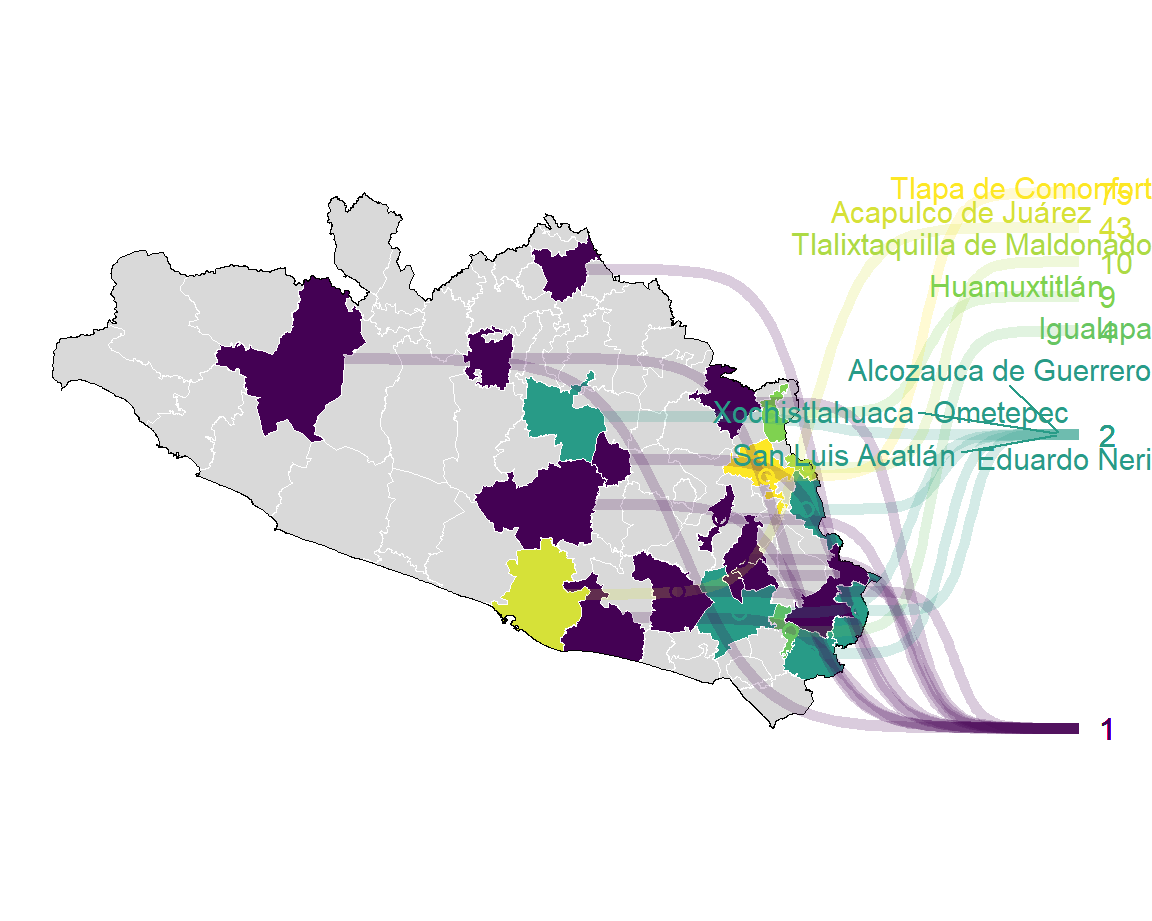 Tlapa de Comonfort
75
Acapulco de Juárez
43
Tlalixtaquilla de Maldonado
10
Huamuxtitlán
9
Igualapa
4
Alcozauca de Guerrero
Xochistlahuaca
Ometepec
2
San Luis Acatlán
Eduardo Neri
1